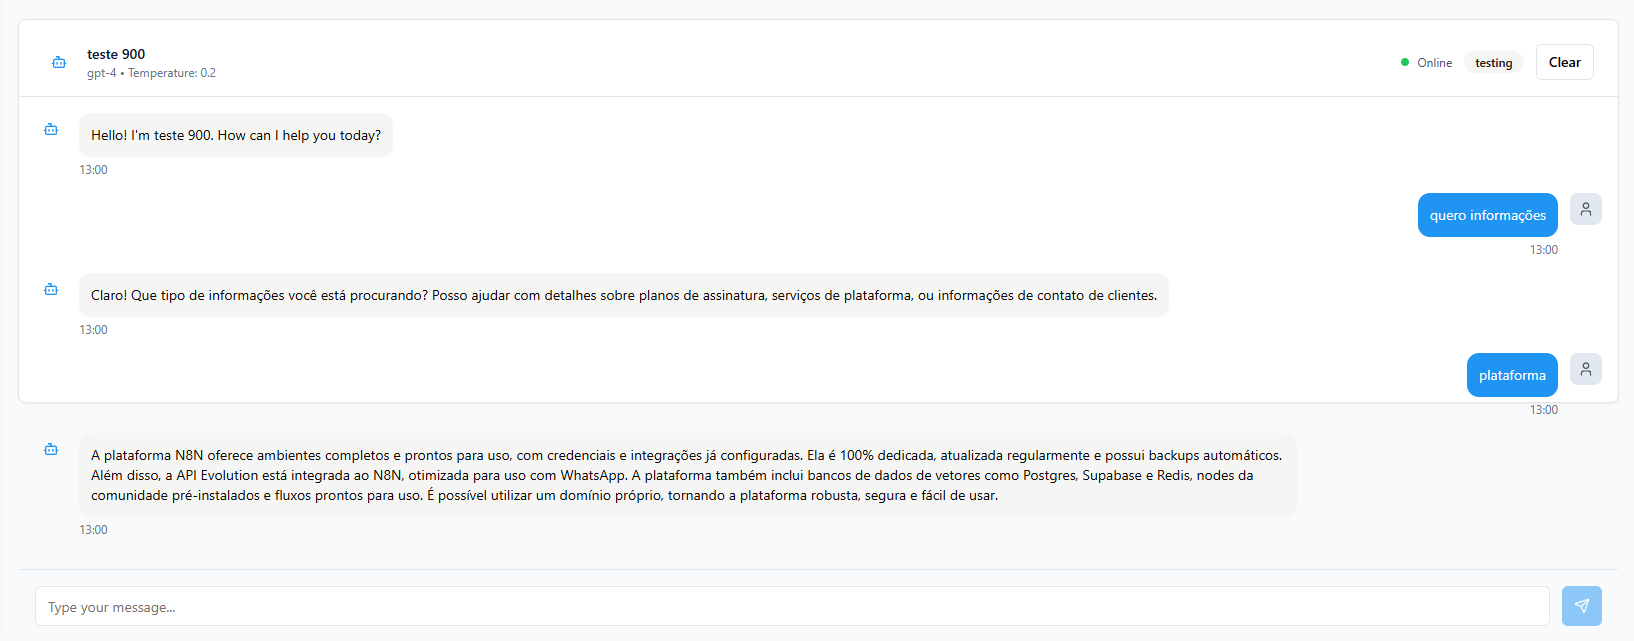 teste 900
gpt-4 • Temperature: 0.2
Online
testing
Clear
Hello! I'm teste 900. How can I help you today?
13:00
quero informações
13:00
Claro! Que tipo de informações você está procurando? Posso ajudar com detalhes sobre planos de assinatura, serviços de plataforma, ou informações de contato de clientes.
13:00
plataforma
13:00
A plataforma N8N oferece ambientes completos e prontos para uso, com credenciais e integrações já configuradas. Ela é 100% dedicada, atualizada regularmente e possui backups automáticos.
Além disso, a API Evolution está integrada ao N8N, otimizada para uso com WhatsApp. A plataforma também inclui bancos de dados de vetores como Postgres, Supabase e Redis, nodes da
comunidade pré-instalados e fluxos prontos para uso. É possível utilizar um domínio próprio, tornando a plataforma robusta, segura e fácil de usar.
13:00
Type your message...